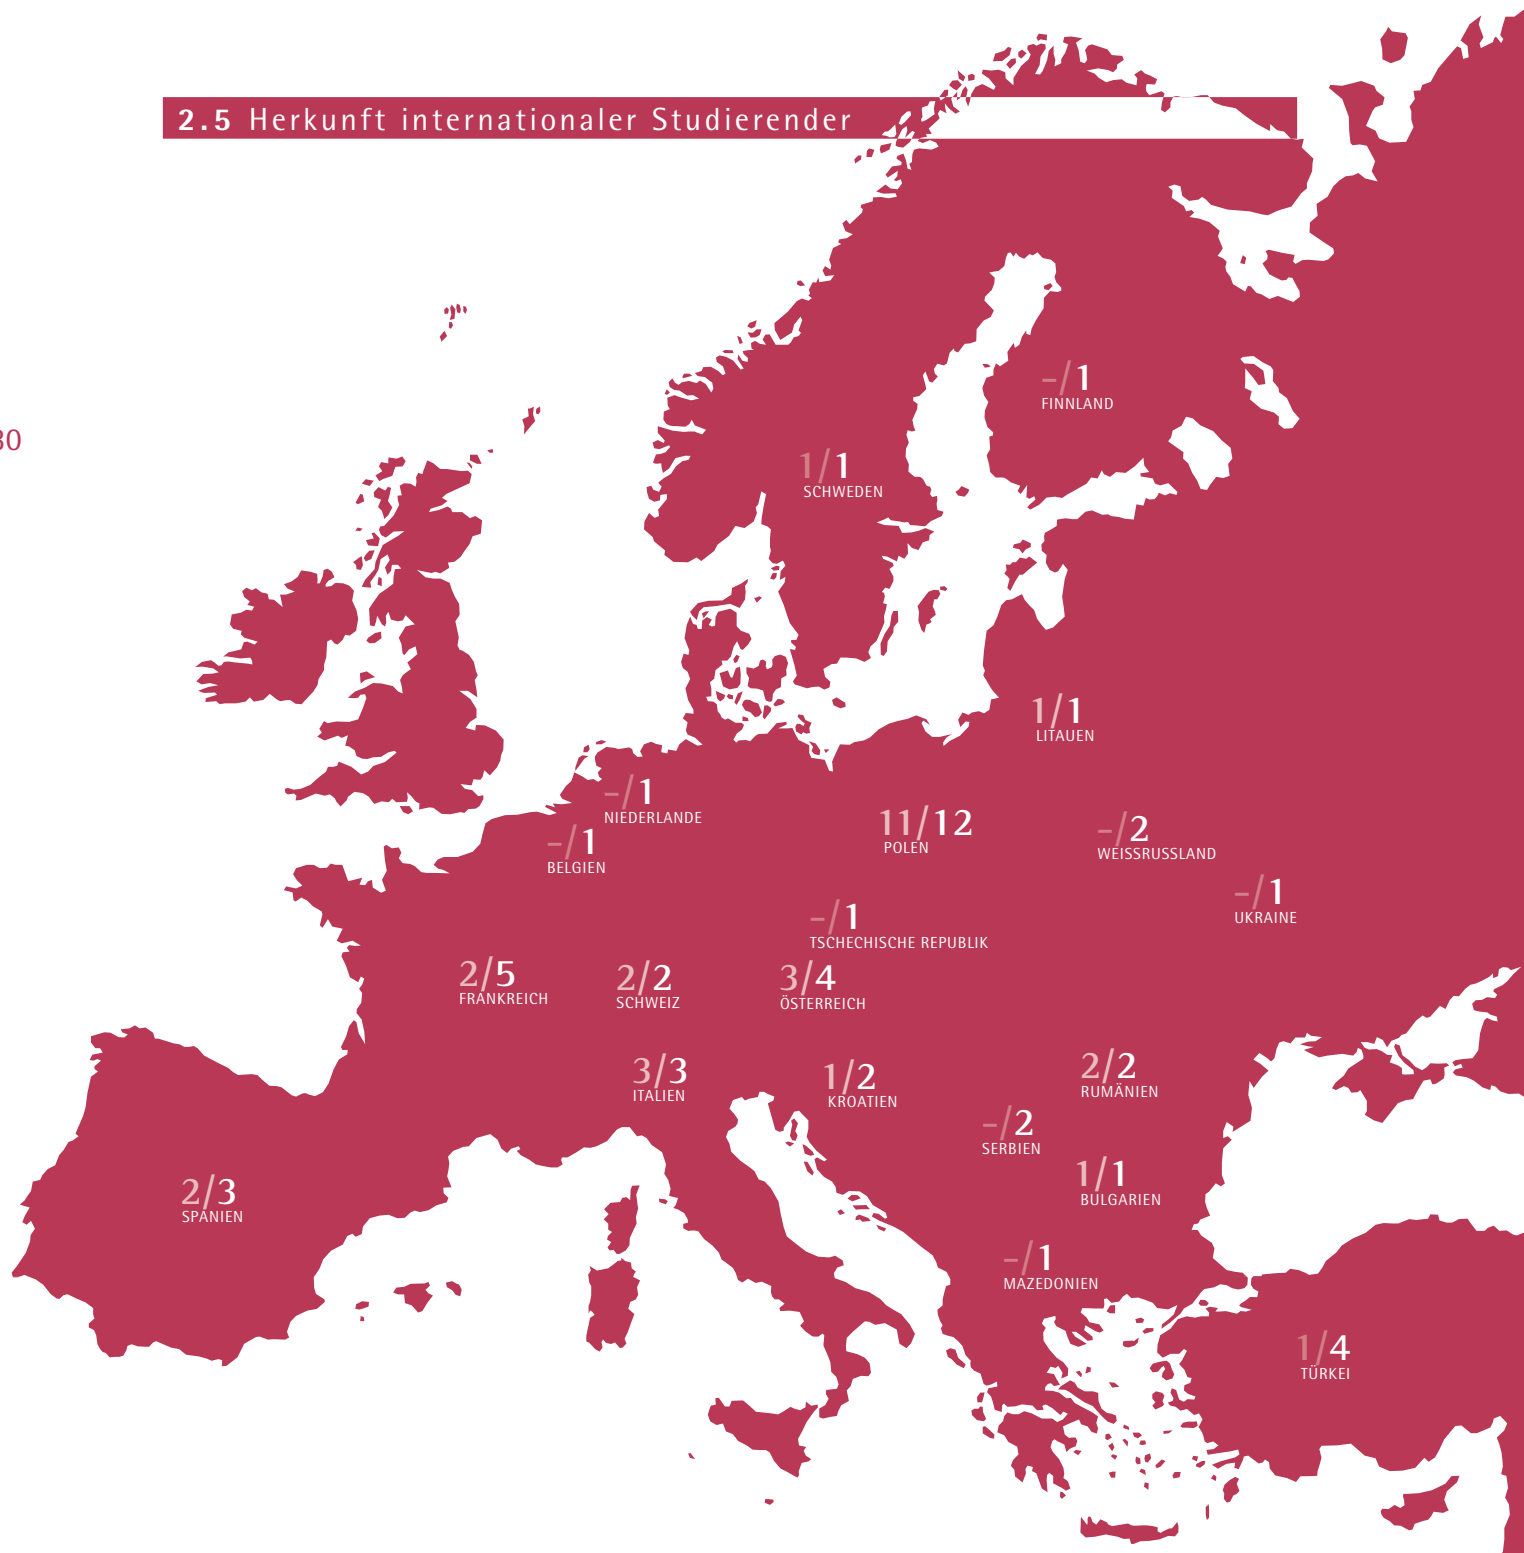 2.5 Herkunft internationaler Studierender
-/1
FINNLAND
30
1/1
SCHWEDEN
1/1
LITAUEN
-/1
NIEDERLANDE
11/12
POLEN
-/2
WEISSRUSSLAND
-/1
BELGIEN
-/1
UKRAINE
-/1
TSCHECHISCHE REPUBLIK
2/5
FRANKREICH
2/2
SCHWEIZ
3/4
ÖSTERREICH
3/3
ITALIEN
1/2
KROATIEN
2/2
RUMÄNIEN
-/2
SERBIEN
1/1
BULGARIEN
2/3
SPANIEN
-/1
MAZEDONIEN
1/4
TÜRKEI